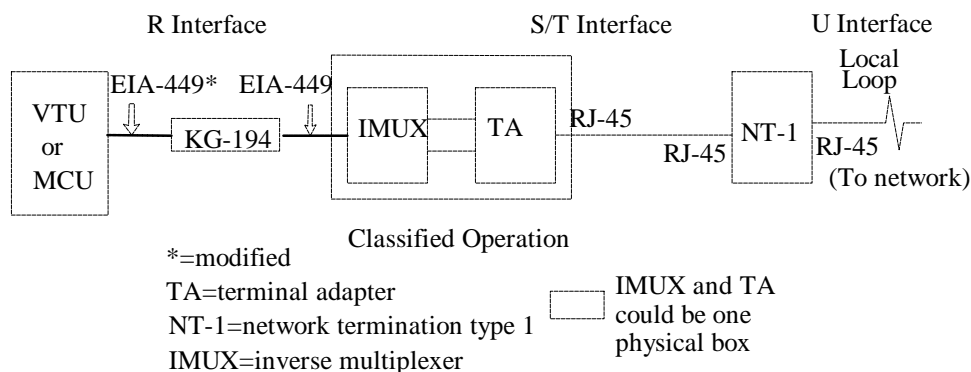 R Interface
S/T Interface
U Interface
EIA-449*
EIA-449
Local
Loop
VTU
or
MCU
KG-194
IMUX
TA
RJ-45
RJ-45
NT-1
RJ-45
(To network)
Classified Operation
*=modified
TA=terminal adapter
NT-1=network termination type 1
IMUX=inverse multiplexer
IMUX and TA
could be one
physical box